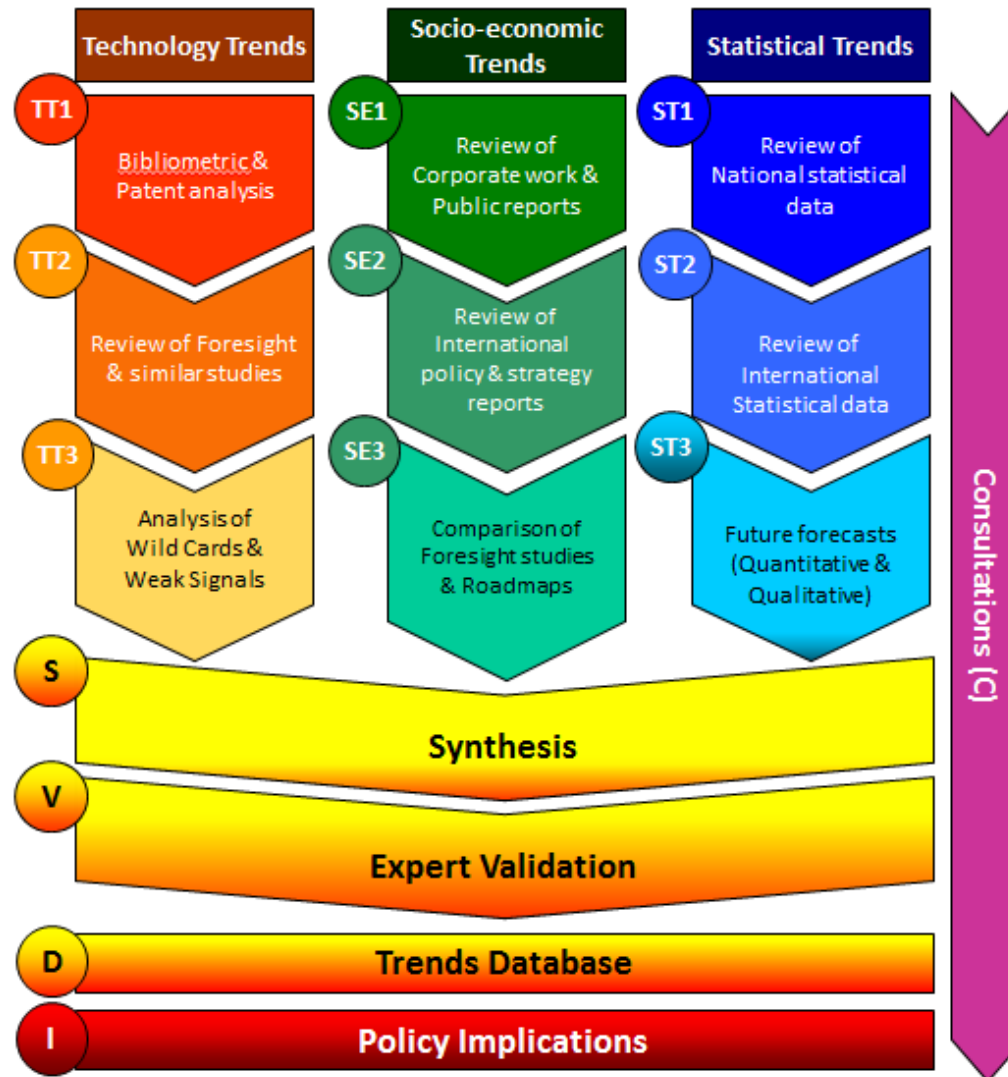 Technology Trends
Socio-economic
Trends
Statistical Trends
TT1
Bibliometric &
Patent analysis
SE1
Review of
Corporate work &
Public reports
ST1
Review of
National statistical
data
TT2
Review of Foresight
& similar studies
SE2
Review of
International
policy & strategy
reports
ST2
Review of
International
Statistical data
TT3
Analysis of
Wild Cards &
Weak Signals
SE3
Comparison of
Foresight studies
& Roadmaps
ST3
Future forecasts
(Quantitative &
Qualitative)
S
Synthesis
V
Expert Validation
D
Trends Database
I
Policy Implications
Consultations (C)